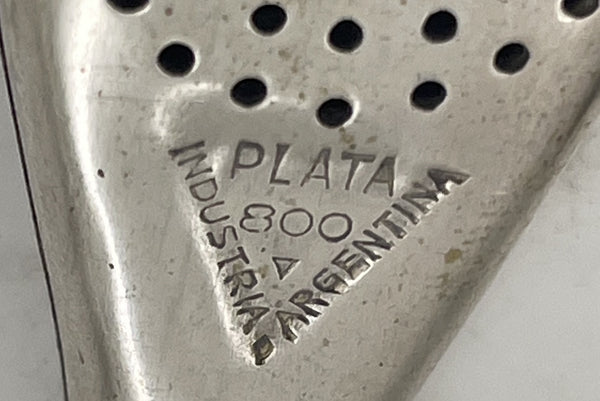 PLATA
800
INDUSTRIA
ARGENTINA